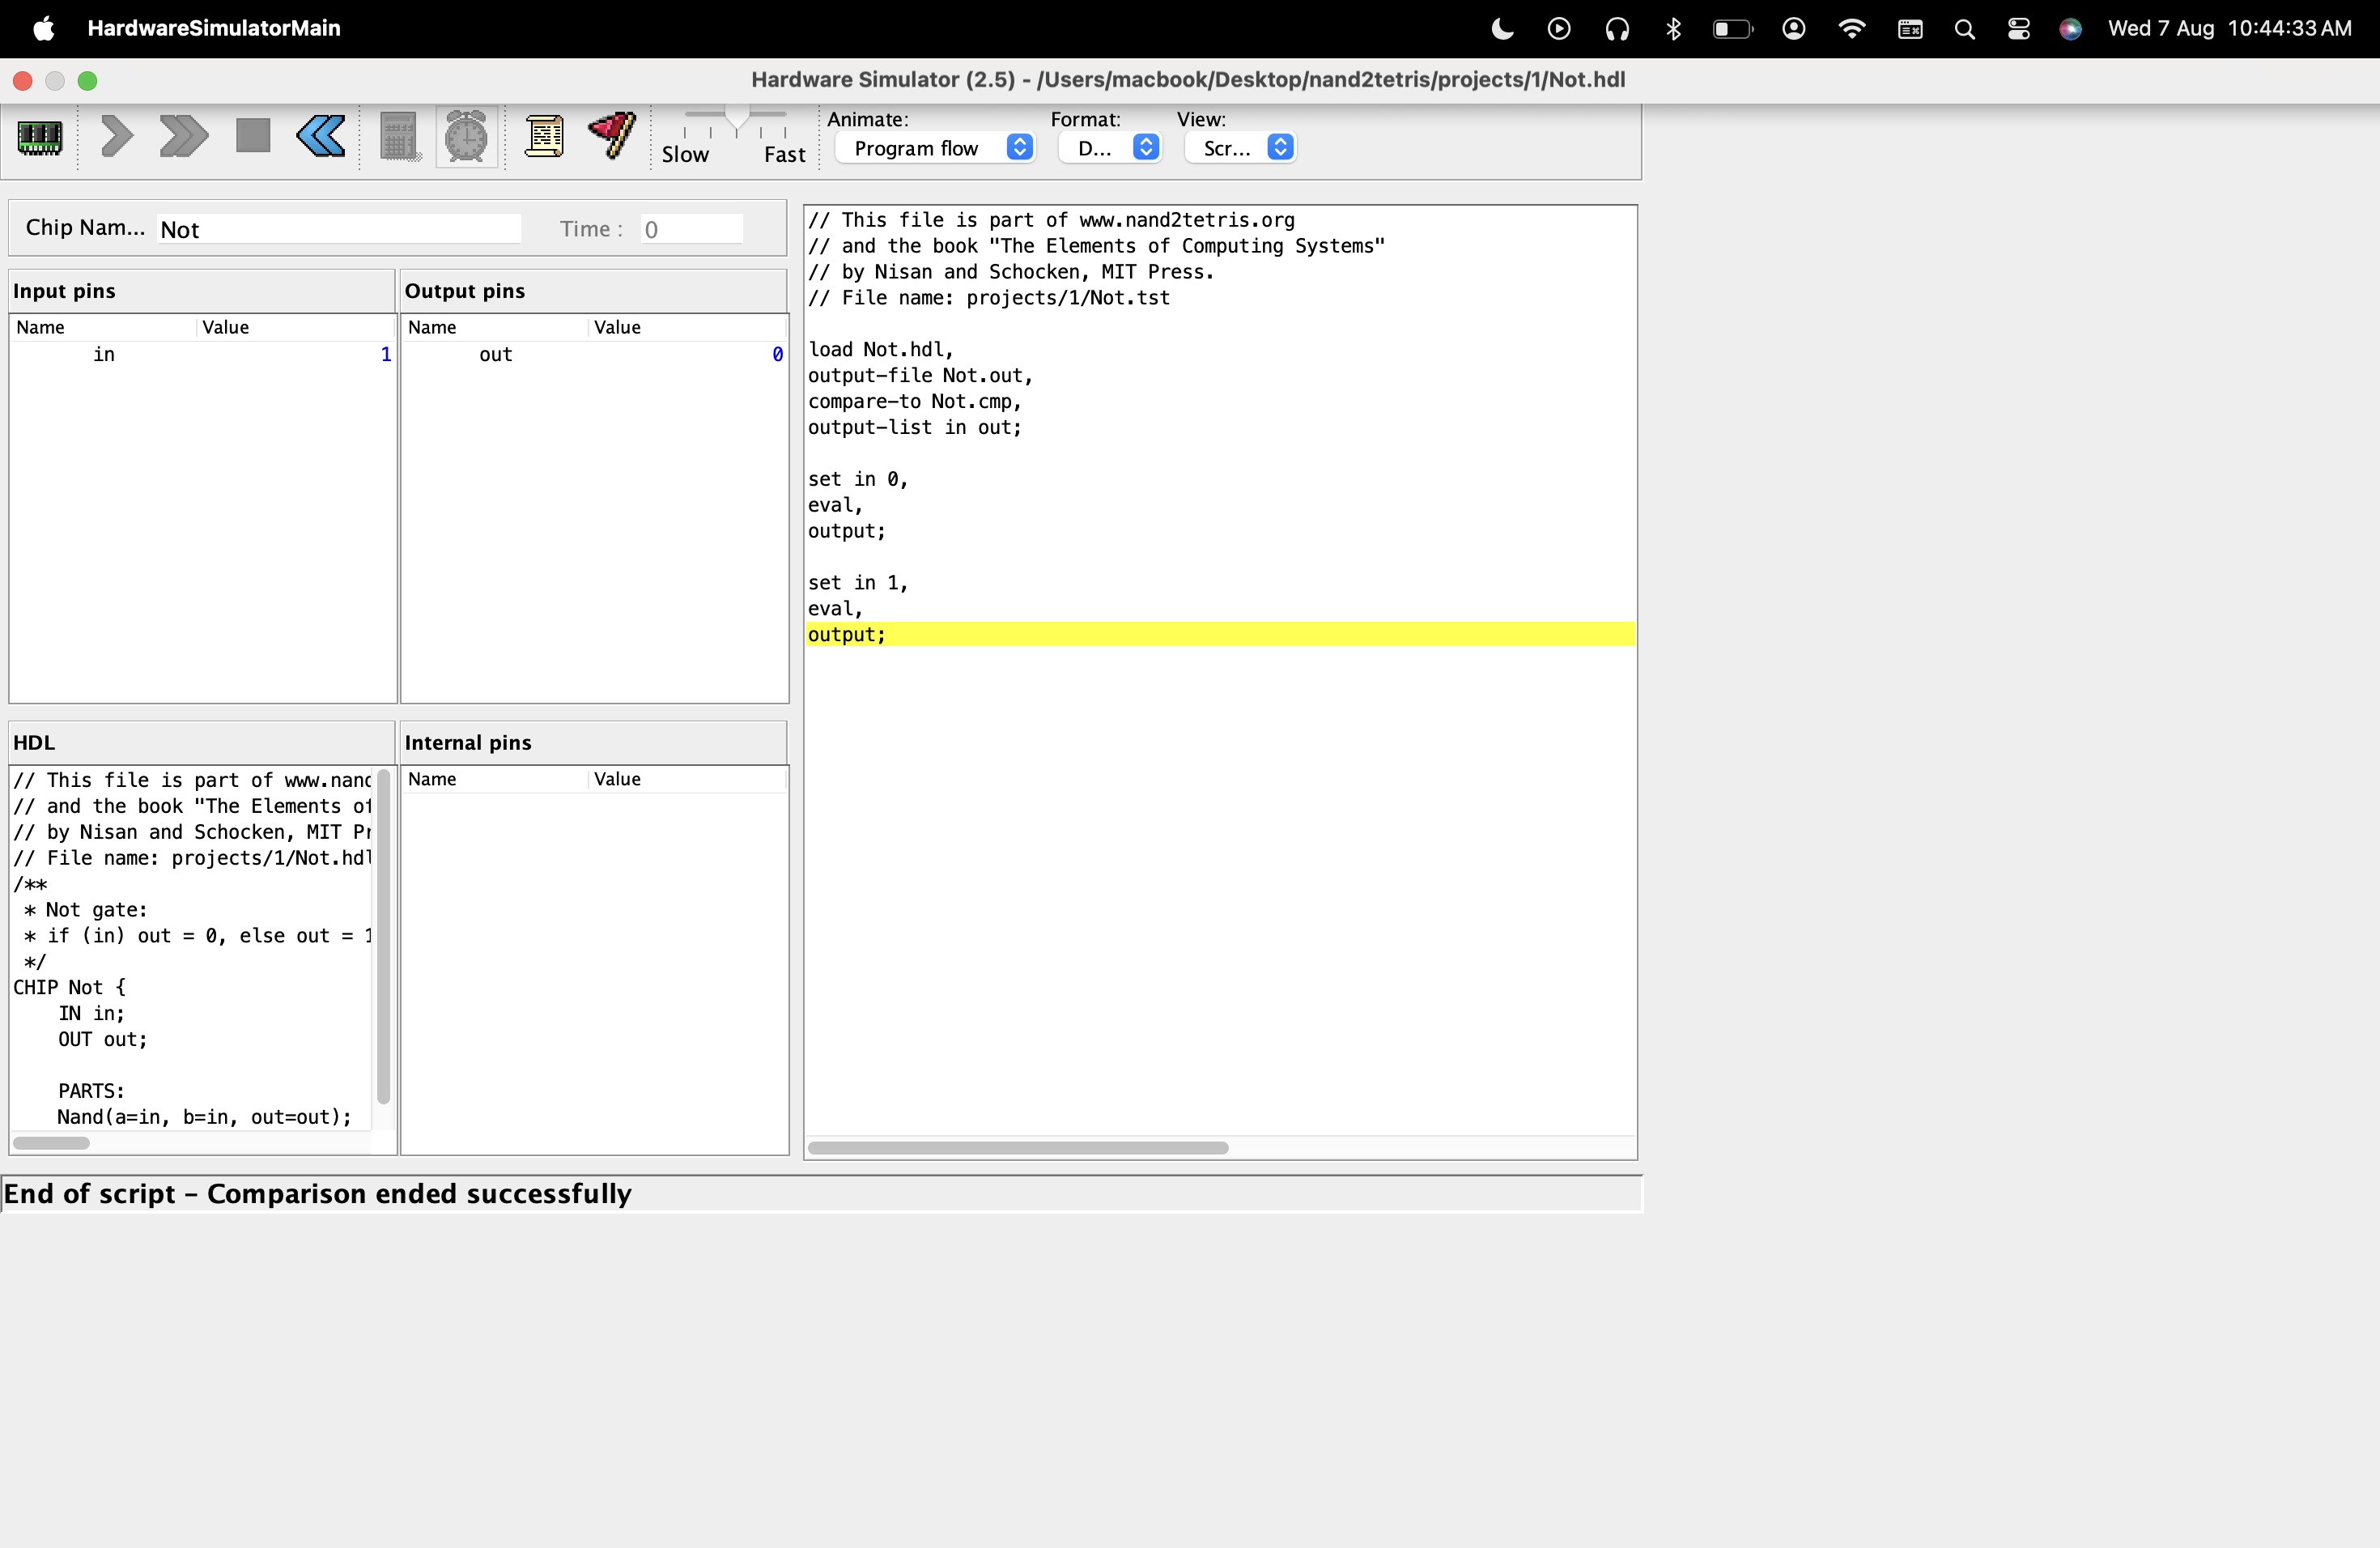 HardwareSimulatorMain
Wed 7 Aug 10:44:33 AM
Hardware Simulator (2.5) - /Users/macbook/Desktop/nand2tetris/projects/1/Not.hdl
Slow Fast
Animate: Format: View:
Program flow D... Scr...
Chip Nam... Not Time : 0
Input pins
Name Value
in 1
Output pins
Name Value
out 0
HDL
// This file is part of www.nand
// and the book "The Elements of
// by Nisan and Schocken, MIT Pr
// File name: projects/1/Not.hdl
/**
* Not gate:
* if (in) out = 0, else out = 1
*/
CHIP Not {
IN in;
OUT out;
PARTS:
Nand(a=in, b=in, out=out);
Internal pins
Name Value
// This file is part of www.nand2tetris.org
// and the book "The Elements of Computing Systems"
// by Nisan and Schocken, MIT Press.
// File name: projects/1/Not.tst
load Not.hdl,
output-file Not.out,
compare-to Not.cmp,
output-list in out;
set in 0,
eval,
output;
set in 1,
eval,
output;
End of script - Comparison ended successfully